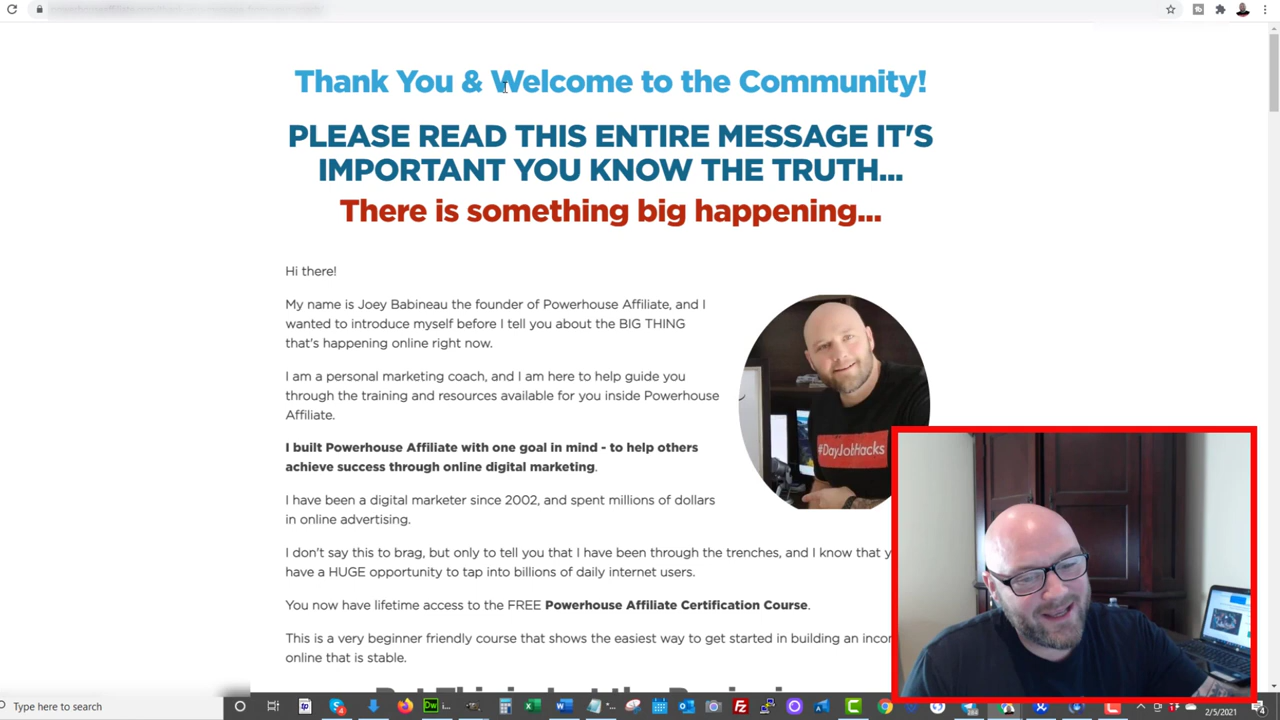 Thank You & Welcome to the Community!
PLEASE READ THIS ENTIRE MESSAGE IT'S
IMPORTANT YOU KNOW THE TRUTH...
There is something big happening...
Hi there!
My name is Joey Babineau the founder of Powerhouse Affiliate, and I
wanted to introduce myself before I tell you about the BIG THING
that's happening online right now.
I am a personal marketing coach, and I am here to help guide you
through the training and resources available for you inside Powerhouse
Affiliate.
#DayJobHacks
I built Powerhouse Affiliate with one goal in mind - to help others
achieve success through online digital marketing.
I have been a digital marketer since 2002, and spent millions of dollars
in online advertising.
I don't say this to brag, but only to tell you that I have been through the trenches, and I know that y
have a HUGE opportunity to tap into billions of daily internet users.
You now have lifetime access to the FREE Powerhouse Affiliate Certification Course.
This is a very beginner friendly course that shows the easiest way to get started in building an incor
online that is stable.
Type here to search
2/5/2021